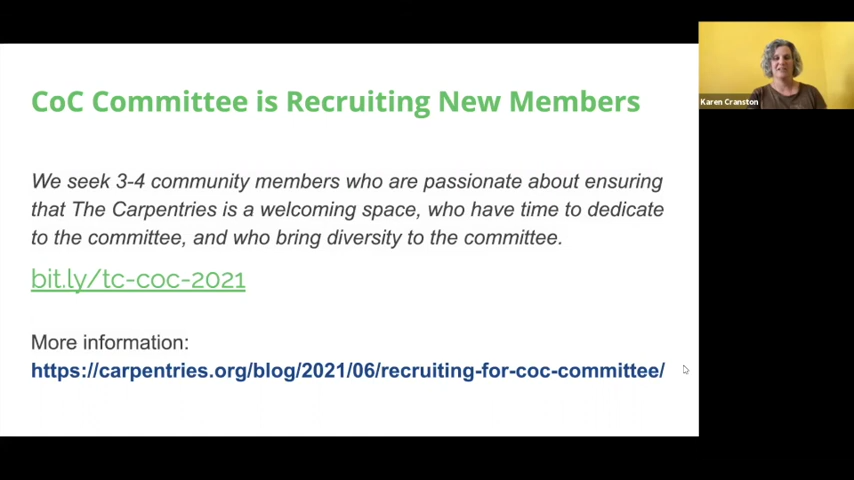 CoC Committee is Recruiting New Members
Karen Cranston
We seek 3-4 community members who are passionate about ensuring
that The Carpentries is a welcoming space, who have time to dedicate
to the committee, and who bring diversity to the committee.
bit.ly/tc-coc-2021
More information:
https://carpentries.org/blog/2021/06/recruiting-for-coc-committee/